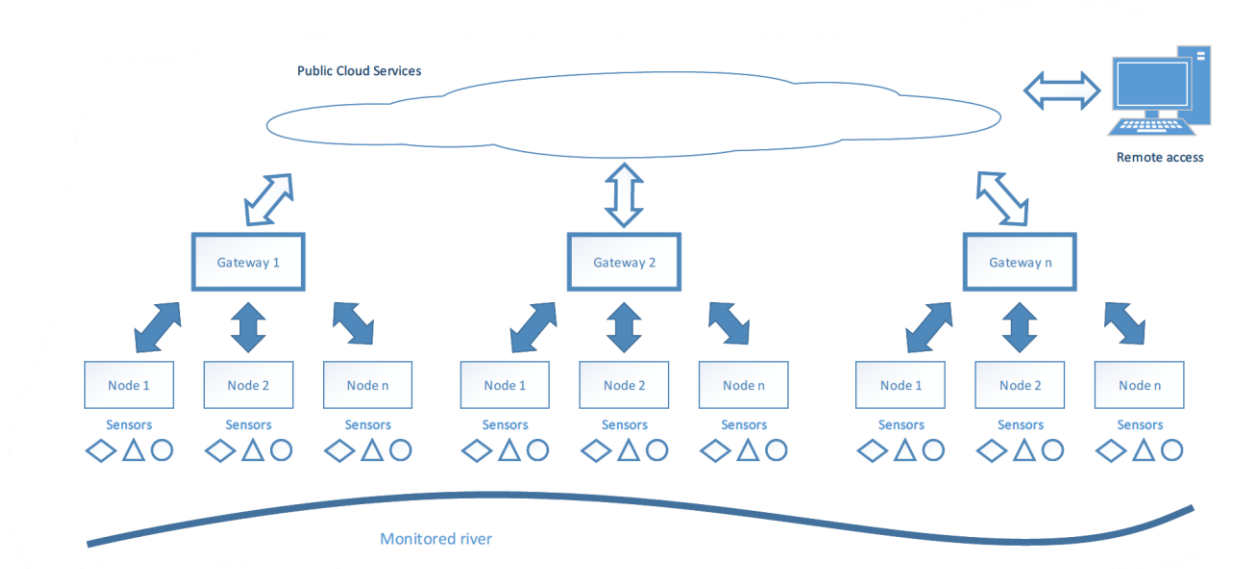 Public Cloud Services
Remote access
Gateway 1
Gateway 2
Gateway n
Node 1
Node 2
Node n
Node 1
Node 2
Node n
Node 1
Node 2
Node n
Sensors
Sensors
Sensors
Sensors
Sensors
Sensors
Sensors
Sensors
Sensors
Monitored river